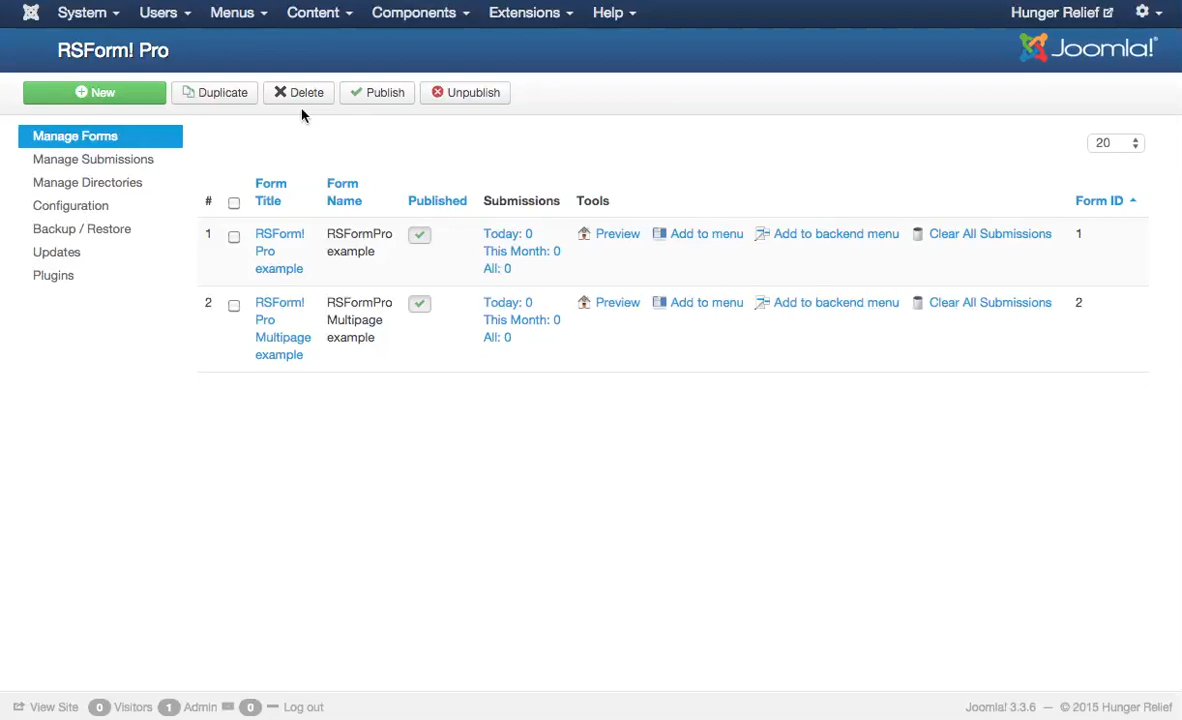 System Users Menus Content Components Extensions Help Hunger Relief
RSForm! Pro Joomla!®
New Duplicate Delete Publish Unpublish
Manage Forms
Manage Submissions
Manage Directories
Configuration
Backup / Restore
Updates
Plugins
20
# Form Title Form Name Published Submissions Tools Form ID
1 RSForm! Pro example RSFormPro example Today: 0 This Month: 0 All: 0 Preview Add to menu Add to backend menu Clear All Submissions 1
2 RSForm! Pro Multipage example RSFormPro Multipage example Today: 0 This Month: 0 All: 0 Preview Add to menu Add to backend menu Clear All Submissions 2
View Site 0 Visitors 1 Admin 0 Log out Joomla! 3.3.6 — © 2015 Hunger Relief